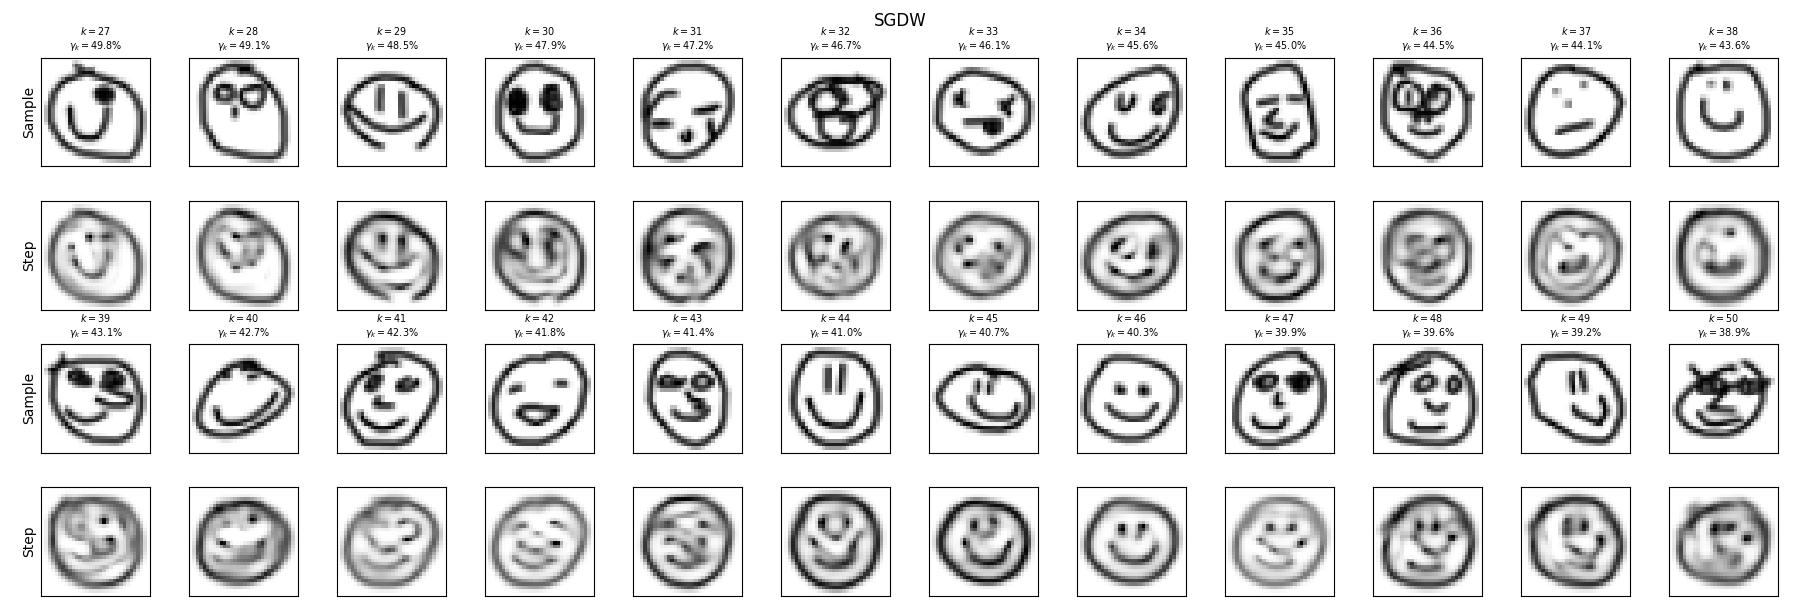 SGDW
k = 27 k = 28 k = 29 k = 30 k = 31 k = 32 k = 33 k = 34 k = 35 k = 36 k = 37 k = 38
γk = 49.8% γk = 49.1% γk = 48.5% γk = 47.9% γk = 47.2% γk = 46.7% γk = 46.1% γk = 45.6% γk = 45.0% γk = 44.5% γk = 44.1% γk = 43.6%
Sample
Step
k = 39 k = 40 k = 41 k = 42 k = 43 k = 44 k = 45 k = 46 k = 47 k = 48 k = 49 k = 50
γk = 43.1% γk = 42.7% γk = 42.3% γk = 41.8% γk = 41.4% γk = 41.0% γk = 40.7% γk = 40.3% γk = 39.9% γk = 39.6% γk = 39.2% γk = 38.9%
Sample
Step